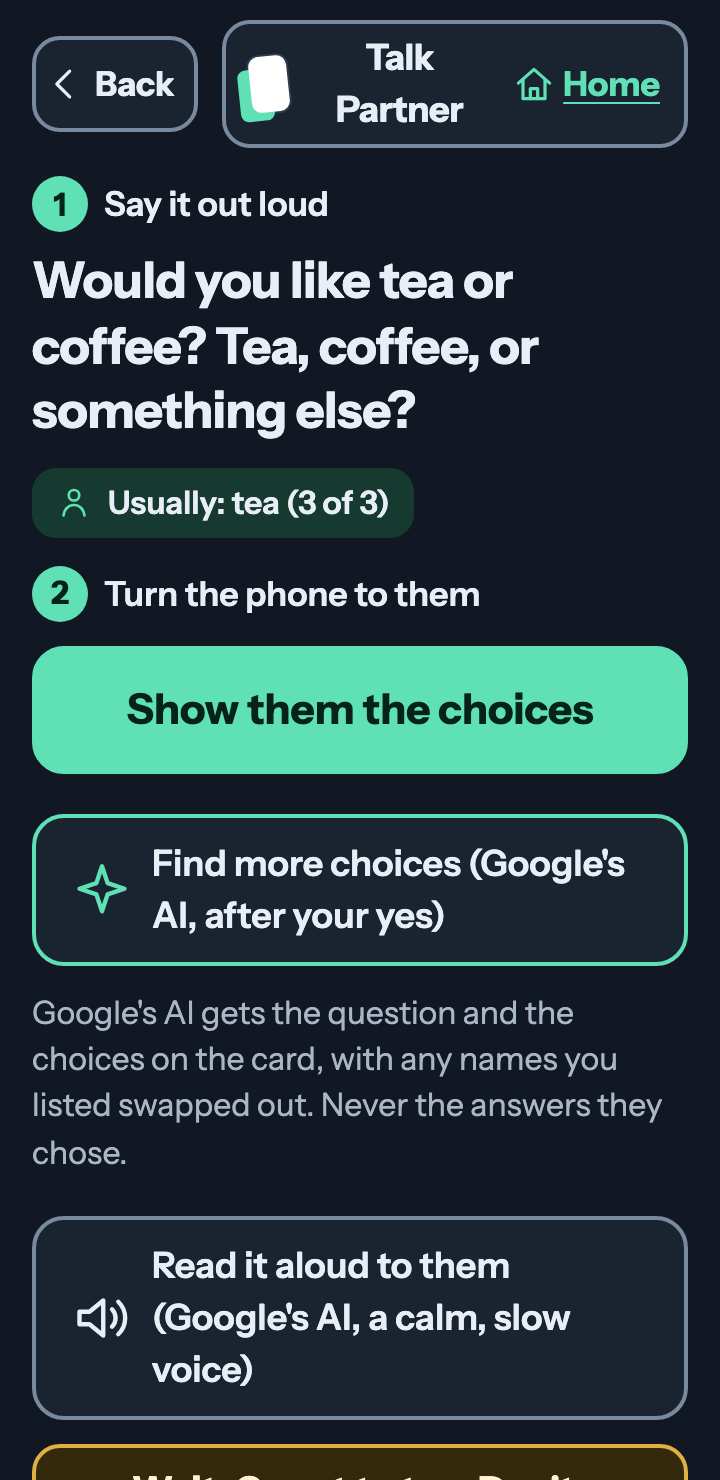 Back
Talk
Partner
Home
1 Say it out loud
Would you like tea or
coffee? Tea, coffee, or
something else?
Usually: tea (3 of 3)
2 Turn the phone to them
Show them the choices
Find more choices (Google's
AI, after your yes)
Google's AI gets the question and the
choices on the card, with any names you
listed swapped out. Never the answers they
chose.
Read it aloud to them
(Google's AI, a calm, slow
voice)